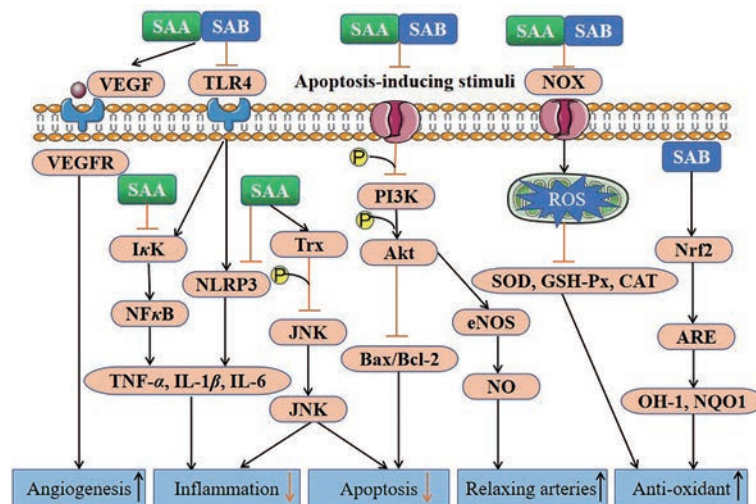 SAA SAB SAA SAB SAA SAB
VEGF TLR4 Apoptosis-inducing stimuli NOX
VEGFR SAB
P
SAA SAA PI3K ROS
P
IκK Trx Akt Nrf2
NLRP3 P SOD, GSH-Px, CAT
NFκB JNK eNOS ARE
Bax/Bcl-2
TNF-α, IL-1β, IL-6 NO
JNK OH-1, NQO1
Angiogenesis↑ Inflammation↓ Apoptosis↓ Relaxing arteries↑ Anti-oxidant↑